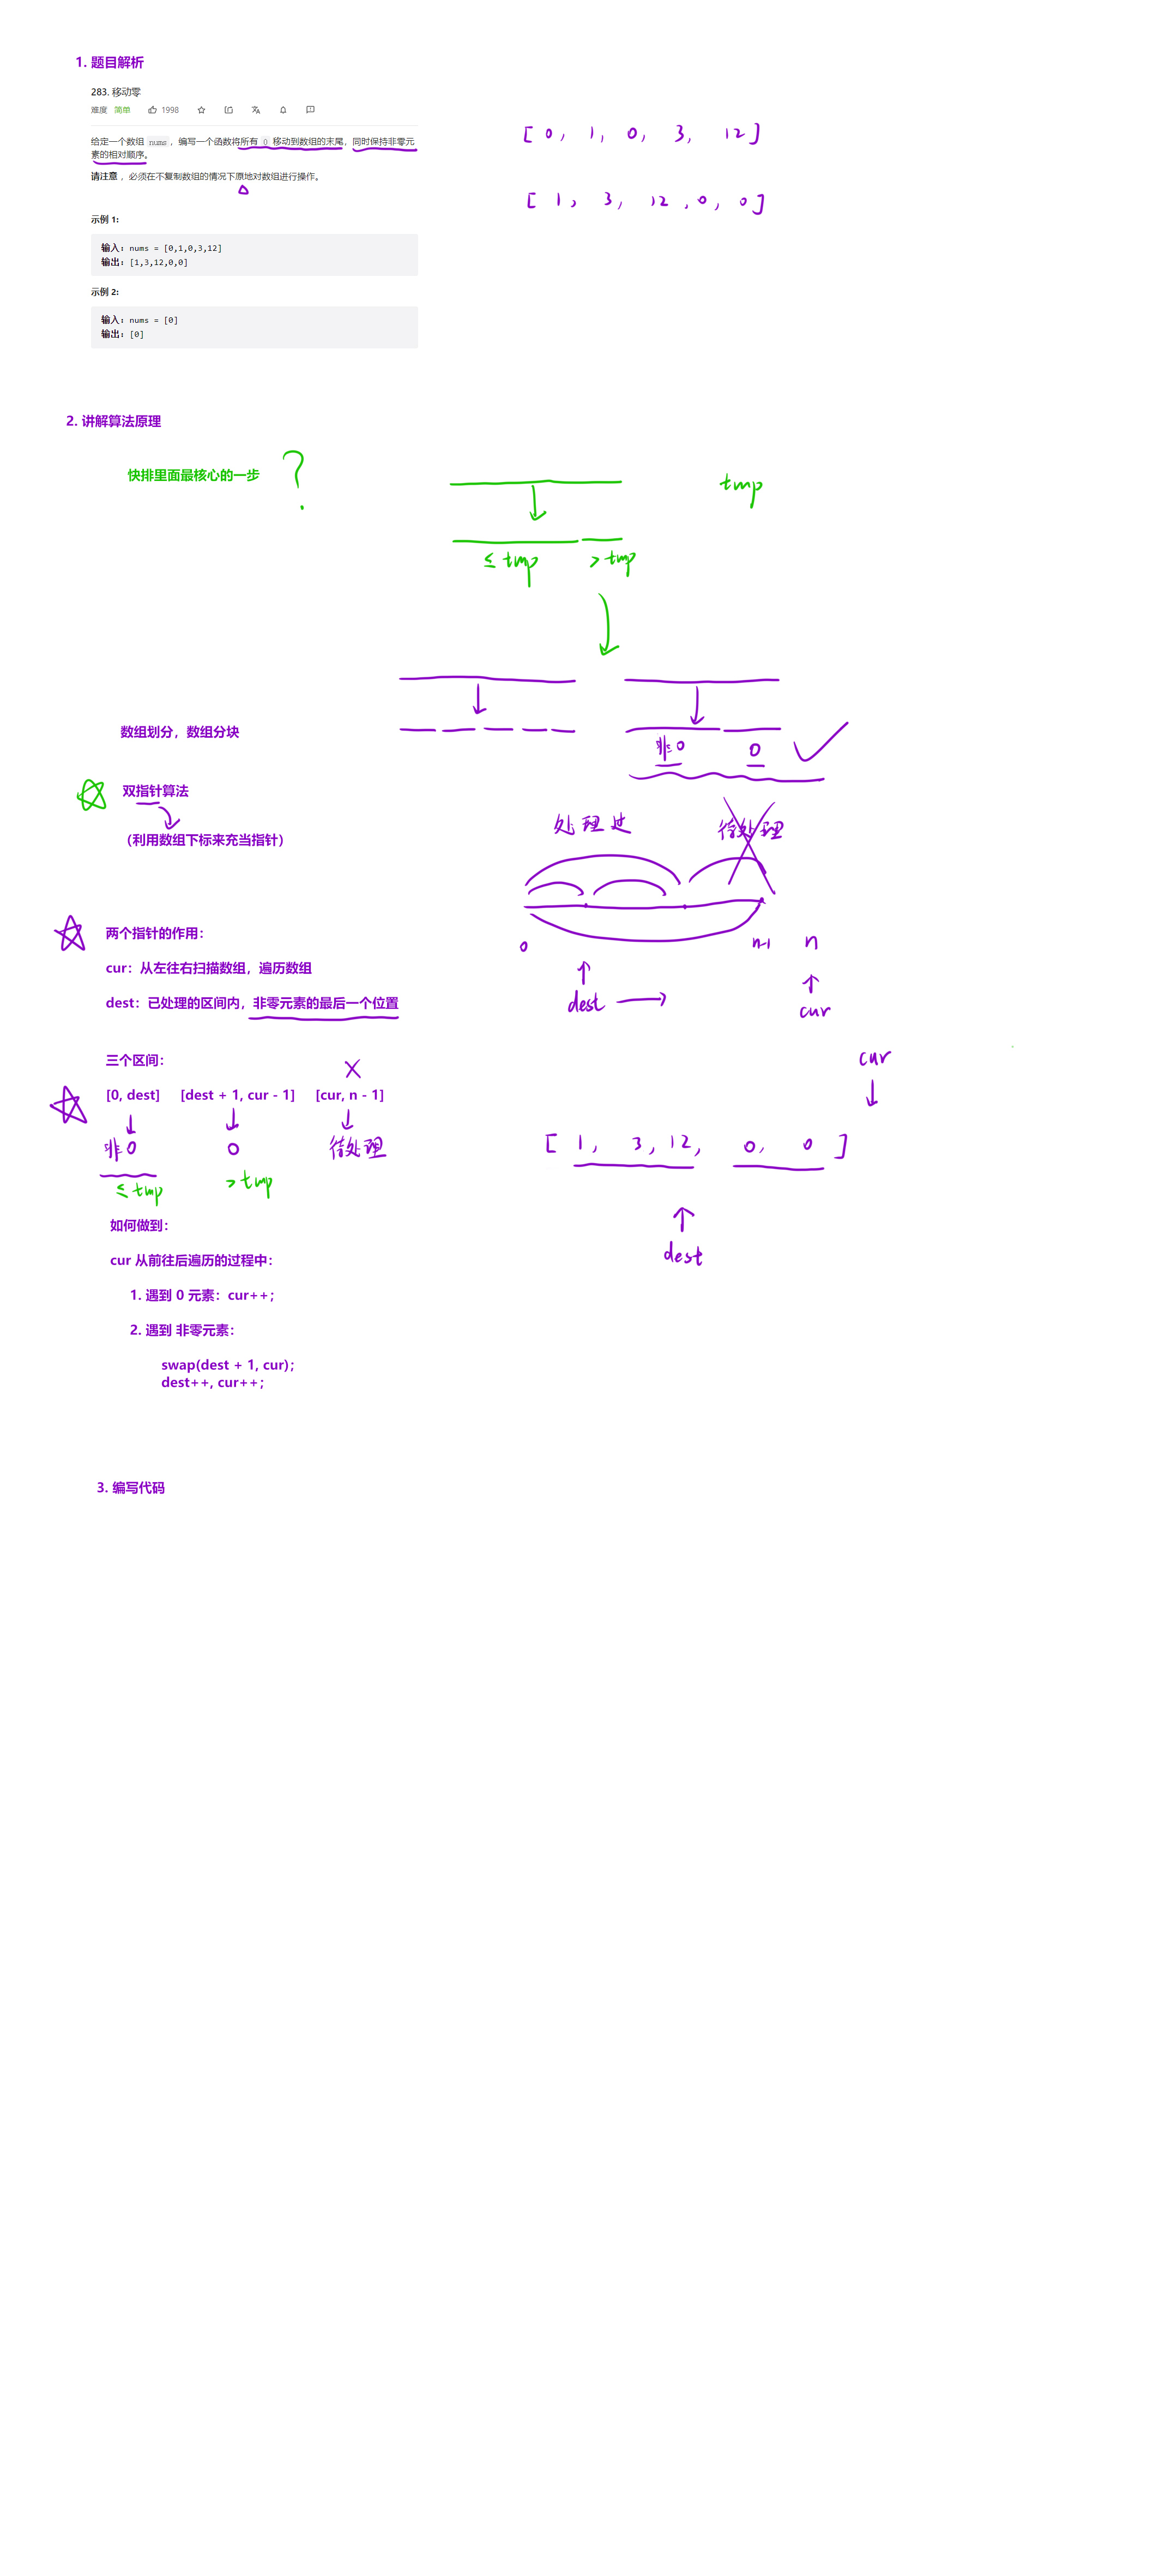 1. 题目解析
283. 移动零
难度 简单 1998
给定一个数组 nums，编写一个函数将所有 0 移动到数组的末尾，同时保持非零元
素的相对顺序。
请注意，必须在不复制数组的情况下原地对数组进行操作。
示例 1:
输入: nums = [0,1,0,3,12]
输出: [1,3,12,0,0]
示例 2:
输入: nums = [0]
输出: [0]
[ 0, 1, 0, 3, 12 ]
[ 1, 3, 12, 0, 0 ]
2. 讲解算法原理
快排里面最核心的一步 ?
tmp
≤ tmp > tmp
数组划分，数组分块
非0 0
双指针算法
（利用数组下标来充当指针）
处理过 待处理
0 n-1 n
dest cur
两个指针的作用：
cur：从左往右扫描数组，遍历数组
dest：已处理的区间内，非零元素的最后一个位置
三个区间：
[0, dest] [dest + 1, cur - 1] [cur, n - 1]
非0 0 待处理
≤ tmp > tmp
cur
[ 1, 3, 12, 0, 0 ]
dest
如何做到：
cur 从前往后遍历的过程中：
1. 遇到 0 元素：cur++；
2. 遇到 非零元素：
swap(dest + 1, cur)；
dest++, cur++；
3. 编写代码